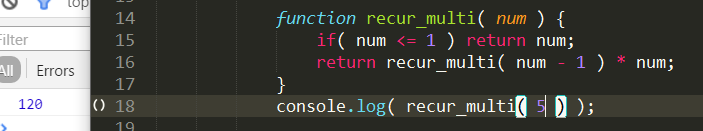 top
Filter
All Errors
120
14 function recur_multi( num ) {
15 if( num <= 1 ) return num;
16 return recur_multi( num - 1 ) * num;
17 }
18 console.log( recur_multi( 5 ) );
19